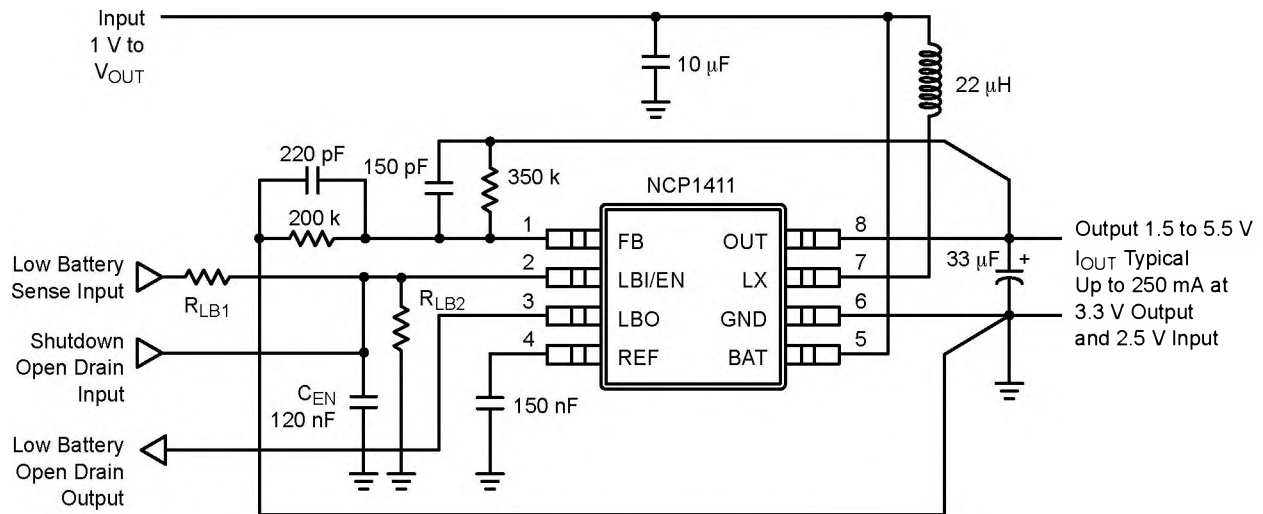 Input
1 V to
VOUT
10 μF
22 μH
220 pF
150 pF
350 k
200 k
NCP1411
1
FB
OUT
8
Output 1.5 to 5.5 V
IOUT Typical
Up to 250 mA at
3.3 V Output
and 2.5 V Input
Low Battery
Sense Input
RLB1
2
LBI/EN
LX
7
33 μF
+
RLB2
3
LBO
GND
6
Shutdown
Open Drain
Input
4
REF
BAT
5
CEN
120 nF
150 nF
Low Battery
Open Drain
Output